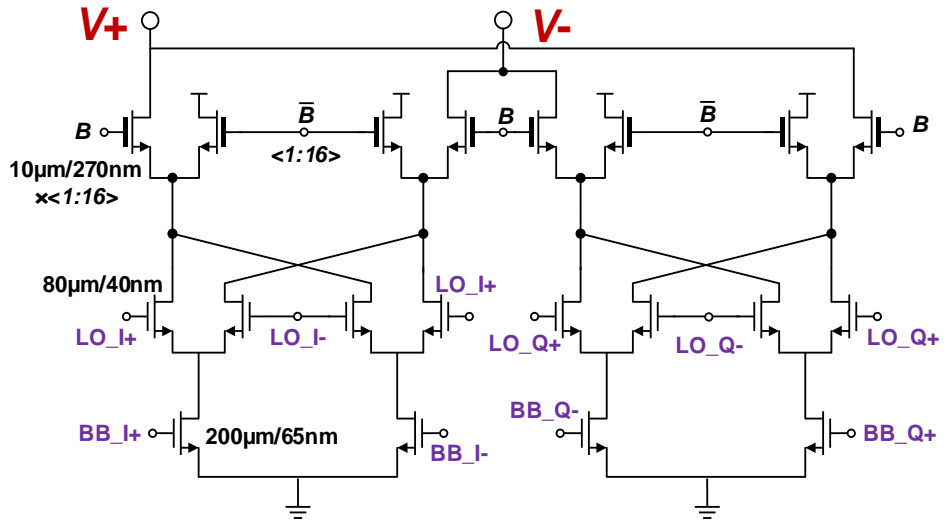 V+
V-
B
B̅
B
B̅
B
<1:16>
10µm/270nm
×<1:16>
80µm/40nm
LO_I+
LO_I+
LO_I-
LO_Q+
LO_Q-
LO_Q+
BB_I+
200µm/65nm
BB_I-
BB_Q-
BB_Q+